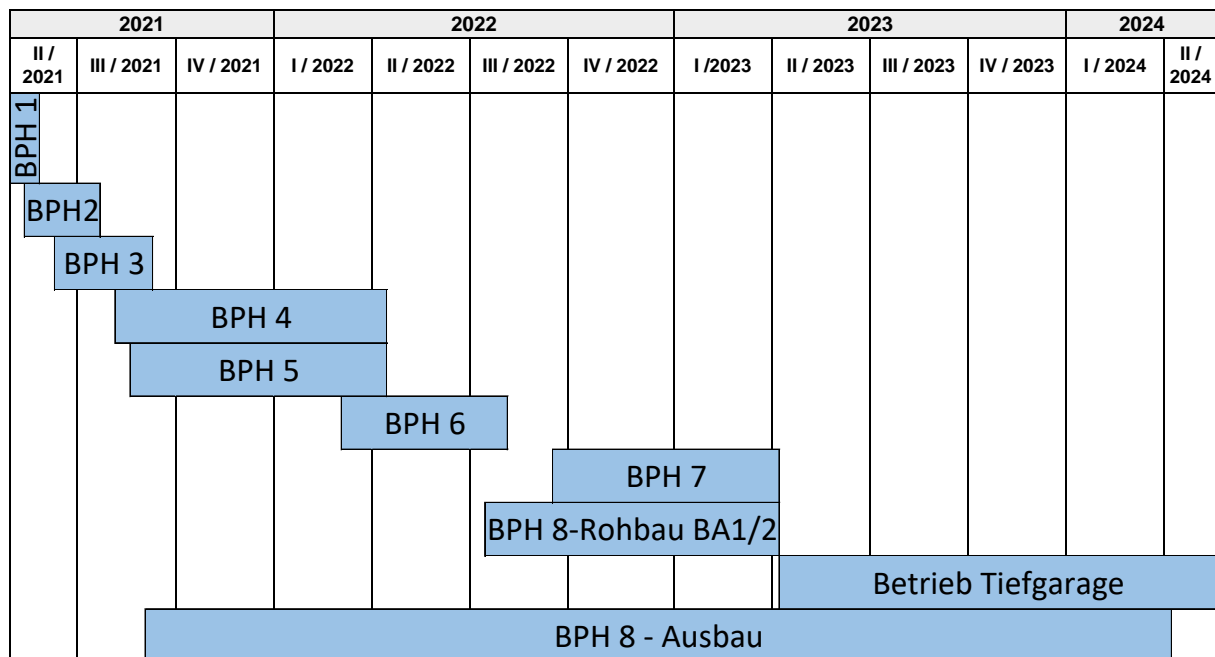 2021 2022 2023 2024
II / 2021 III / 2021 IV / 2021 I / 2022 II / 2022 III / 2022 IV / 2022 I /2023 II / 2023 III / 2023 IV / 2023 I / 2024 II / 2024
BPH 1
BPH2
BPH 3
BPH 4
BPH 5
BPH 6
BPH 7
BPH 8-Rohbau BA1/2
Betrieb Tiefgarage
BPH 8 - Ausbau